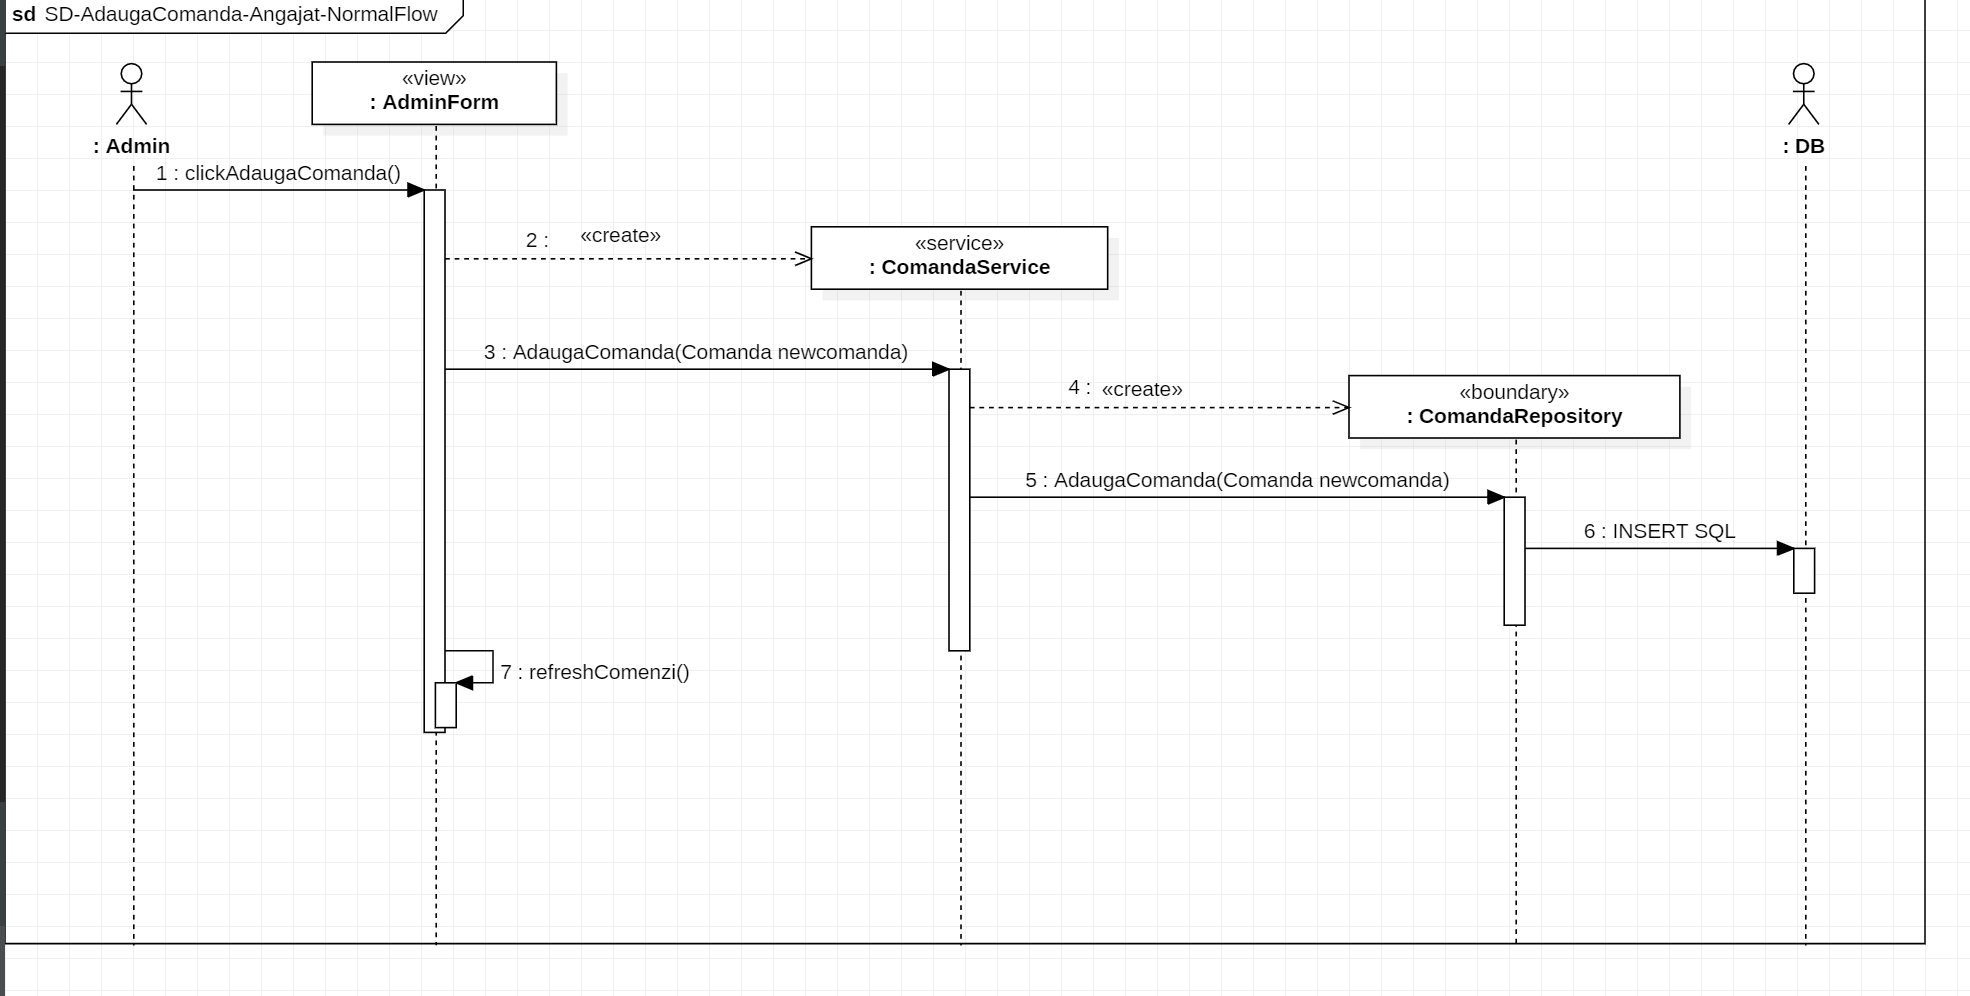 sd SD-AdaugaComanda-Angajat-NormalFlow
«view»
: AdminForm
: Admin
: DB
1 : clickAdaugaComanda()
2 : «create»
«service»
: ComandaService
3 : AdaugaComanda(Comanda newcomanda)
4 : «create»
«boundary»
: ComandaRepository
5 : AdaugaComanda(Comanda newcomanda)
6 : INSERT SQL
7 : refreshComenzi()